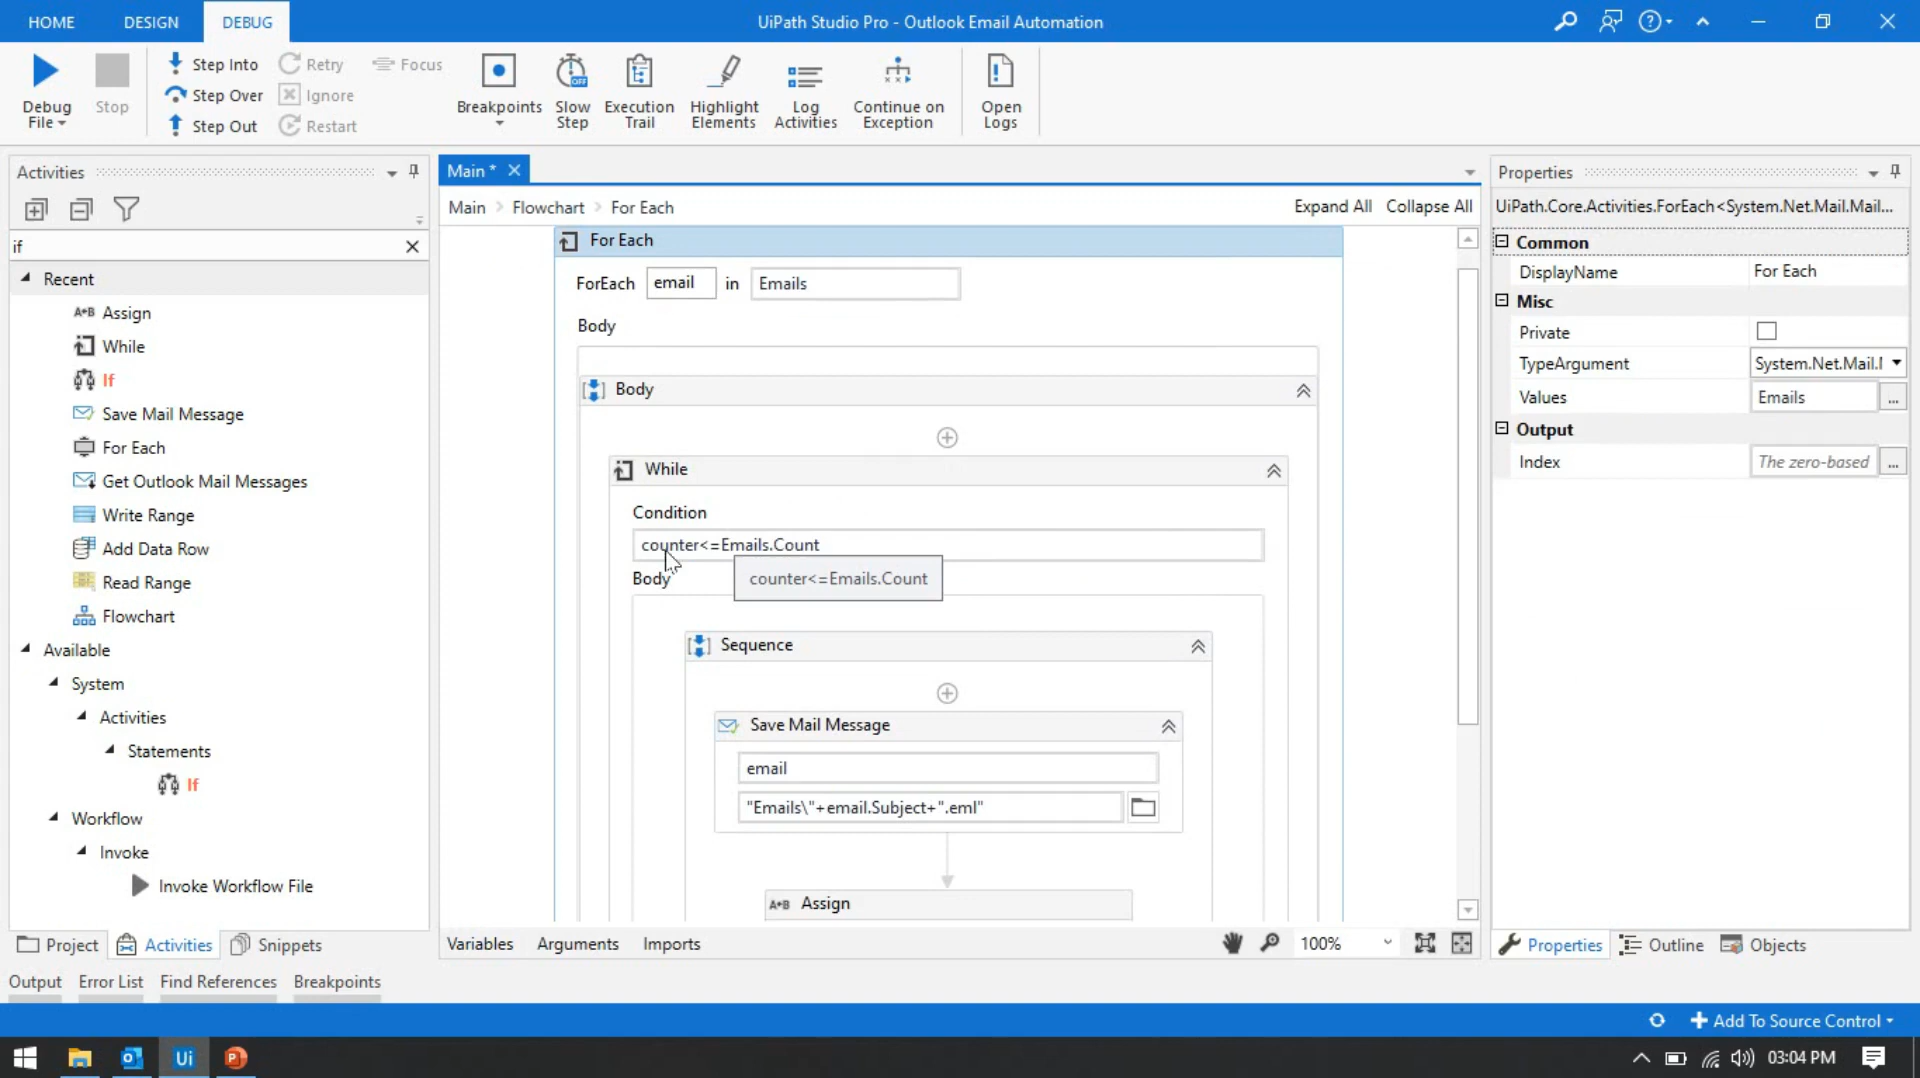 HOME DESIGN DEBUG UiPath Studio Pro - Outlook Email Automation
Debug File
Stop
Step Into
Step Over
Step Out
Retry
Ignore
Restart
Focus
Breakpoints
Slow Step
OFF
Execution Trail
Highlight Elements
Log Activities
Continue on Exception
Open Logs
Activities
if
Recent
Assign
While
If
Save Mail Message
For Each
Get Outlook Mail Messages
Write Range
Add Data Row
Read Range
Flowchart
Available
System
Activities
Statements
If
Workflow
Invoke
Invoke Workflow File
Project Activities Snippets
Main *
Main > Flowchart > For Each
Expand All Collapse All
For Each
ForEach email in Emails
Body
Body
While
Condition
counter<=Emails.Count
Body
counter<=Emails.Count
Sequence
Save Mail Message
email
"Emails\"+email.Subject+".eml"
A+B Assign
Variables Arguments Imports
100%
Properties
UiPath.Core.Activities.ForEach<System.Net.Mail.Mail...
Common
DisplayName For Each
Misc
Private
TypeArgument System.Net.Mail.
Values Emails ...
Output
Index The zero-based ...
Properties Outline Objects
Output Error List Find References Breakpoints
Add To Source Control
Ui
03:04 PM